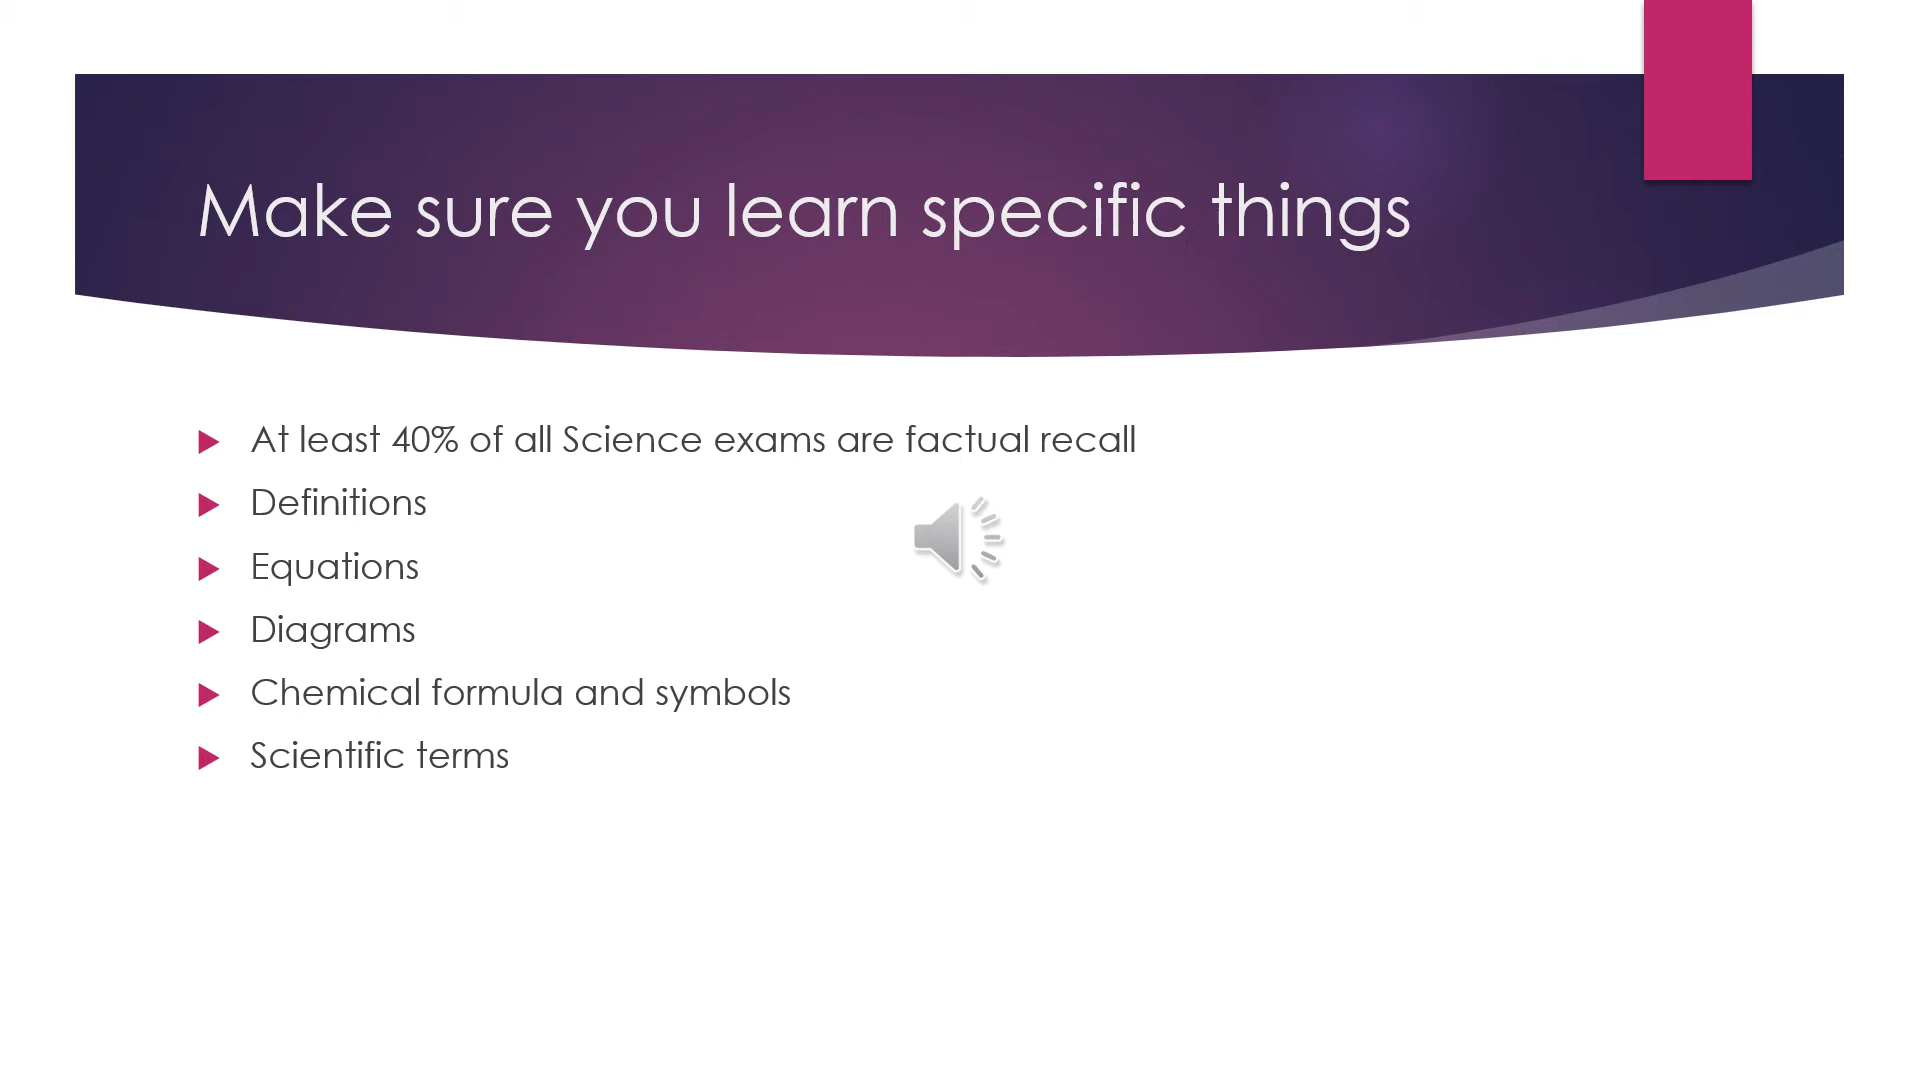 Make sure you learn specific things
At least 40% of all Science exams are factual recall
Definitions
Equations
Diagrams
Chemical formula and symbols
Scientific terms